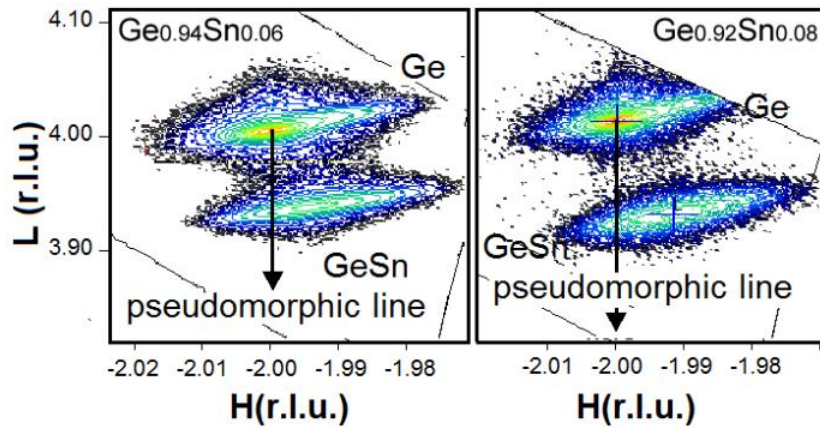 Ge0.94Sn0.06
Ge
GeSn
pseudomorphic line
Ge0.92Sn0.08
Ge
GeSn
pseudomorphic line
4.10
4.00
3.90
L (r.l.u.)
-2.02 -2.01 -2.00 -1.99 -1.98
H(r.l.u.)
-2.01 -2.00 -1.99 -1.98
H(r.l.u.)